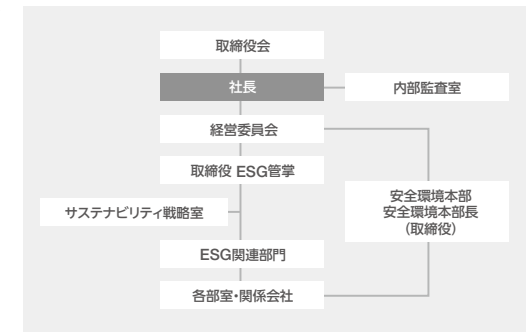 取締役会
社長
内部監査室
経営委員会
取締役 ESG管掌
安全環境本部
安全環境本部長
（取締役）
サステナビリティ戦略室
ESG関連部門
各部室・関係会社